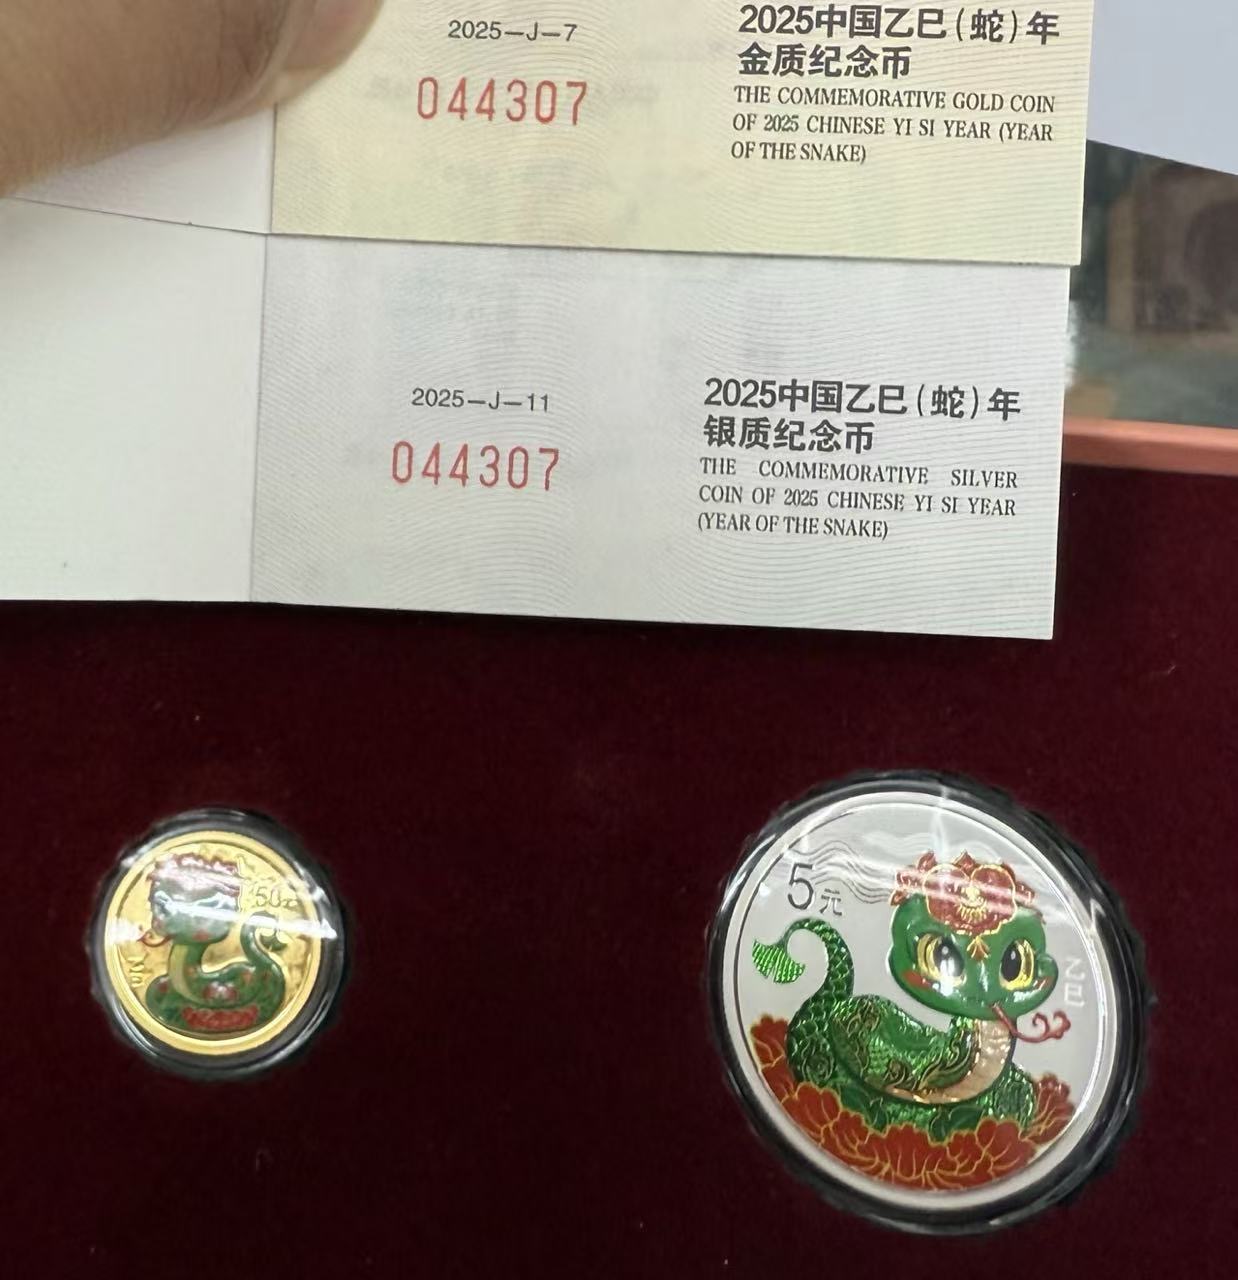 2025-J-7
044307
2025中国乙巳(蛇)年
金质纪念币
THE COMMEMORATIVE GOLD COIN
OF 2025 CHINESE YI SI YEAR (YEAR
OF THE SNAKE)
2025-J-11
044307
2025中国乙巳(蛇)年
银质纪念币
THE COMMEMORATIVE SILVER
COIN OF 2025 CHINESE YI SI YEAR
(YEAR OF THE SNAKE)
50元
5元
乙巳